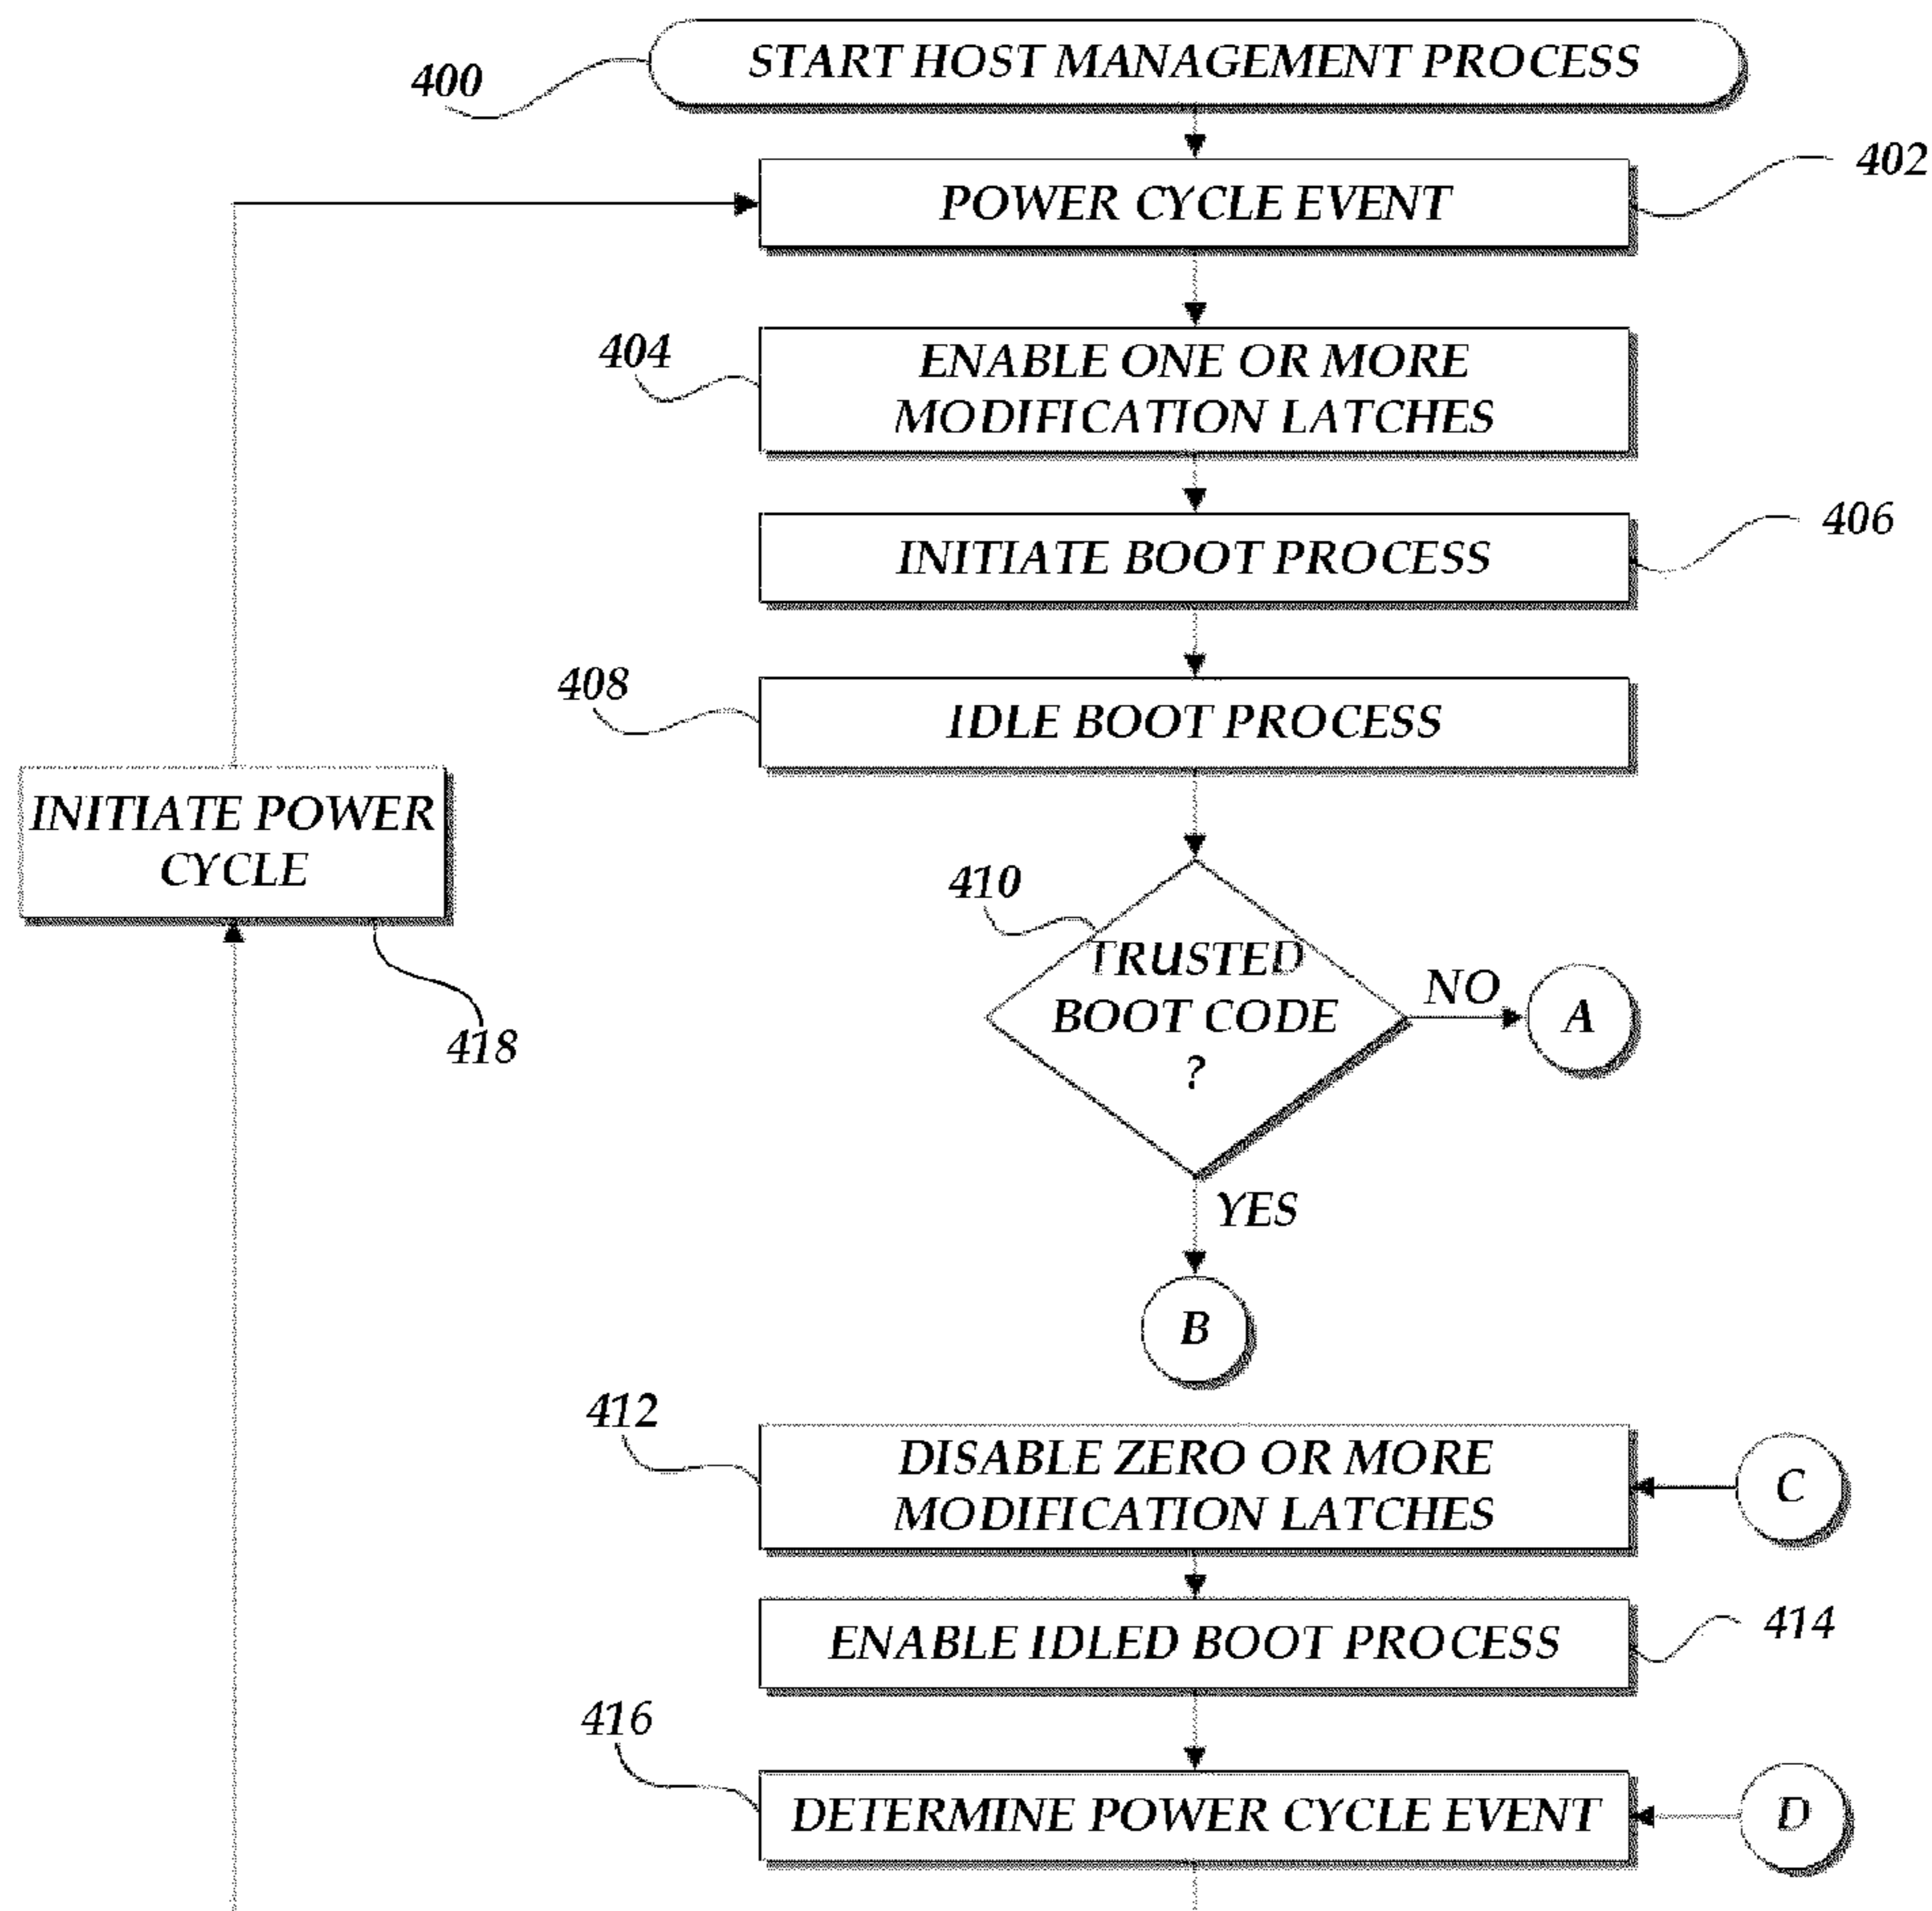 400
START HOST MANAGEMENT PROCESS
402
POWER CYCLE EVENT
404
ENABLE ONE OR MORE
MODIFICATION LATCHES
406
INITIATE BOOT PROCESS
408
IDLE BOOT PROCESS
INITIATE POWER
CYCLE
418
410
TRUSTED
BOOT CODE
?
NO
A
YES
B
412
DISABLE ZERO OR MORE
MODIFICATION LATCHES
C
414
ENABLE IDLED BOOT PROCESS
416
DETERMINE POWER CYCLE EVENT
D